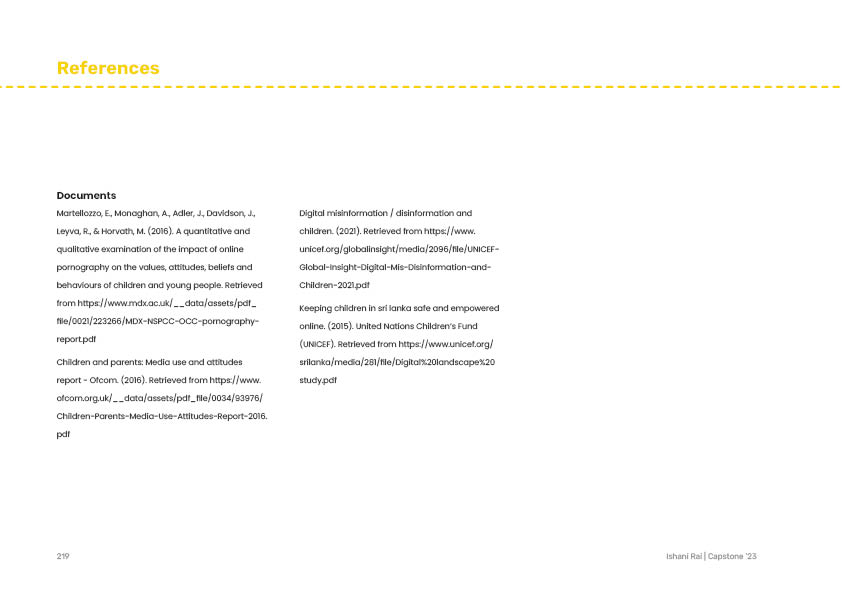 References
Documents
Martellozzo, E., Monaghan, A., Adler, J., Davidson, J.,
Leyva, R., & Horvath, M. (2016). A quantitative and
qualitative examination of the impact of online
pornography on the values, attitudes, beliefs and
behaviours of children and young people. Retrieved
from https://www.mdx.ac.uk/__data/assets/pdf_
file/0021/223266/MDX-NSPCC-OCC-pornography-
report.pdf
Children and parents: Media use and attitudes
report - Ofcom. (2016). Retrieved from https://www.
ofcom.org.uk/__data/assets/pdf_file/0034/93976/
Children-Parents-Media-Use-Attitudes-Report-2016.
pdf
Digital misinformation / disinformation and
children. (2021). Retrieved from https://www.
unicef.org/globalinsight/media/2096/file/UNICEF-
Global-Insight-Digital-Mis-Disinformation-and-
Children-2021.pdf
Keeping children in sri lanka safe and empowered
online. (2015). United Nations Children's Fund
(UNICEF). Retrieved from https://www.unicef.org/
srilanka/media/281/file/Digital%20landscape%20
study.pdf
219
Ishani Rai | Capstone '23